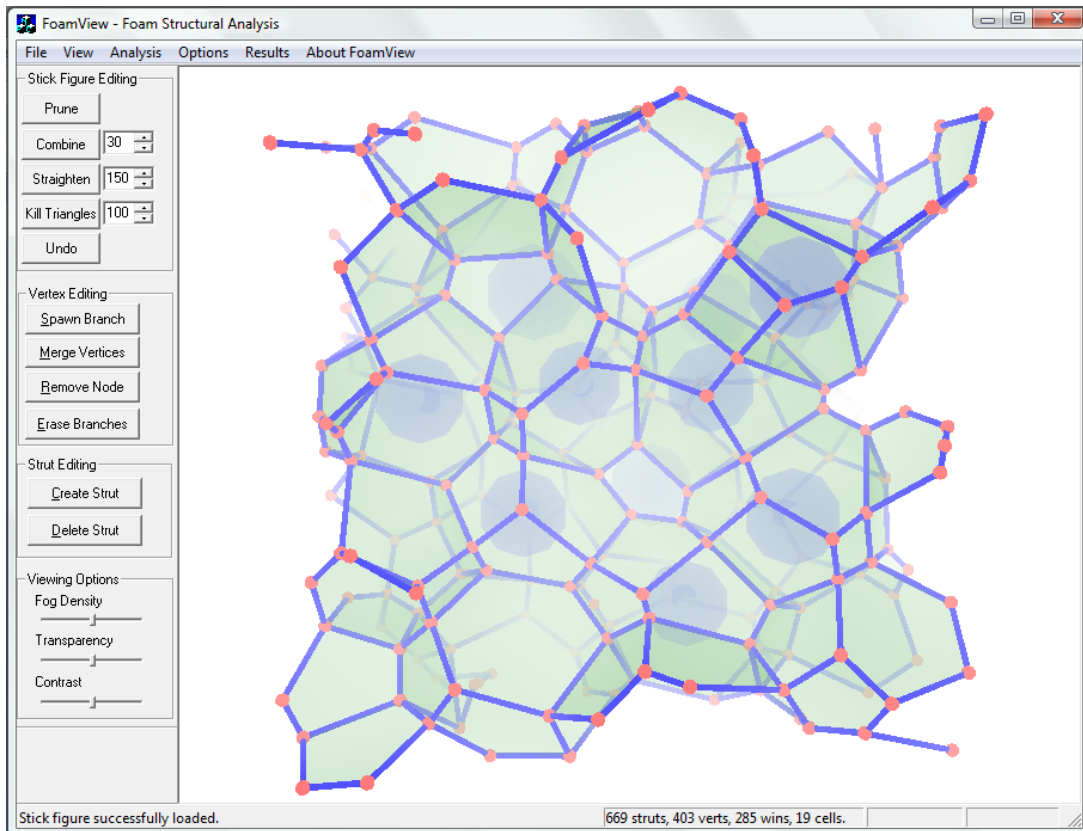 FoamView - Foam Structural Analysis
File View Analysis Options Results About FoamView
Stick Figure Editing
Prune
Combine 30
Straighten 150
Kill Triangles 100
Undo
Vertex Editing
Spawn Branch
Merge Vertices
Remove Node
Erase Branches
Strut Editing
Create Strut
Delete Strut
Viewing Options
Fog Density
Transparency
Contrast
Stick figure successfully loaded. 669 struts, 403 verts, 285 wins, 19 cells.